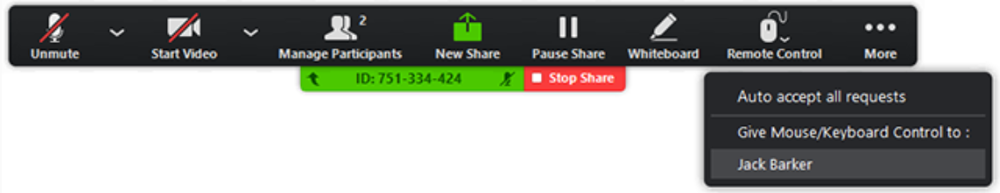 2
Unmute Start Video Manage Participants New Share Pause Share Whiteboard Remote Control More
ID: 751-334-424 Stop Share
Auto accept all requests
Give Mouse/Keyboard Control to :
Jack Barker